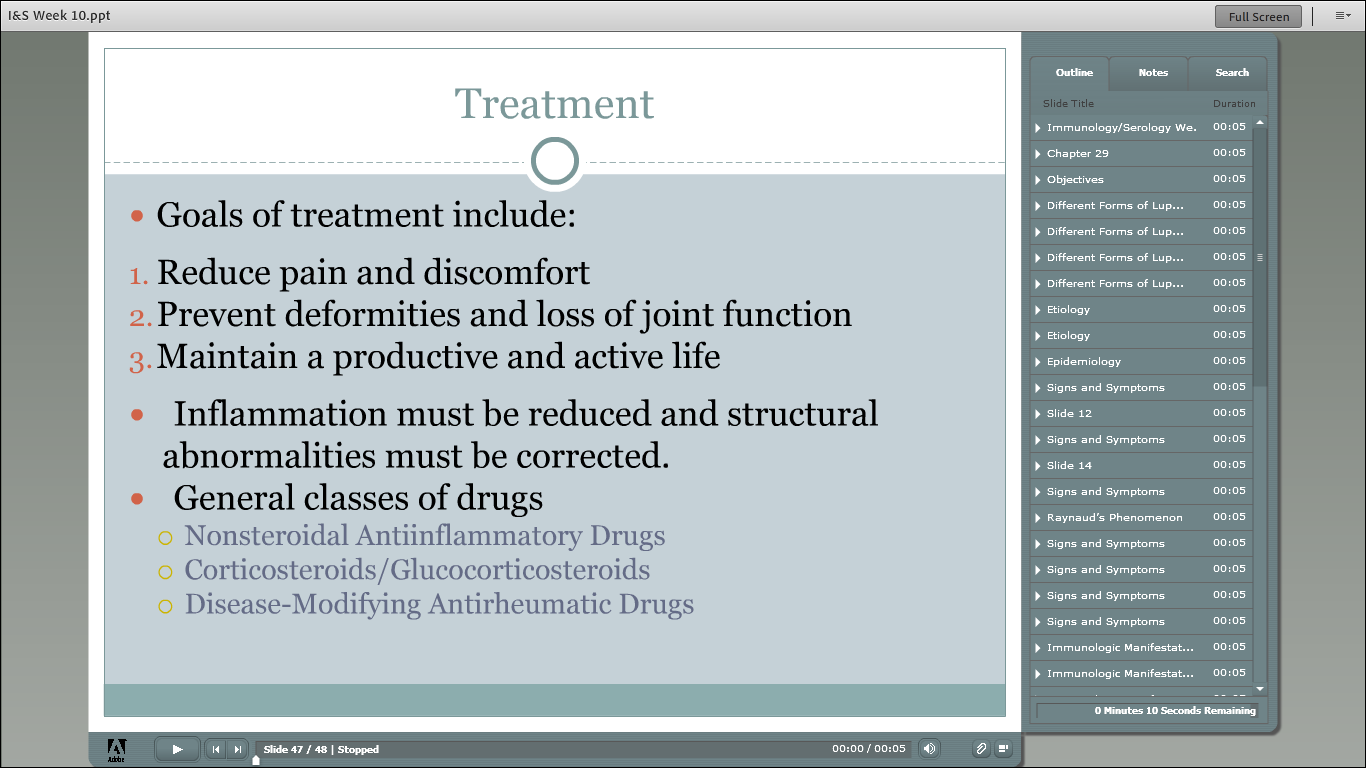 I&S Week 10.ppt
Full Screen
Treatment
Goals of treatment include:
1. Reduce pain and discomfort
2. Prevent deformities and loss of joint function
3. Maintain a productive and active life
Inflammation must be reduced and structural
abnormalities must be corrected.
General classes of drugs
Nonsteroidal Antiinflammatory Drugs
Corticosteroids/Glucocorticosteroids
Disease-Modifying Antirheumatic Drugs
Outline Notes Search
Slide Title Duration
Immunology/Serology We. 00:05
Chapter 29 00:05
Objectives 00:05
Different Forms of Lup... 00:05
Different Forms of Lup... 00:05
Different Forms of Lup... 00:05
Different Forms of Lup... 00:05
Etiology 00:05
Etiology 00:05
Epidemiology 00:05
Signs and Symptoms 00:05
Slide 12 00:05
Signs and Symptoms 00:05
Slide 14 00:05
Signs and Symptoms 00:05
Raynaud's Phenomenon 00:05
Signs and Symptoms 00:05
Signs and Symptoms 00:05
Signs and Symptoms 00:05
Signs and Symptoms 00:05
Immunologic Manifestat... 00:05
Immunologic Manifestat... 00:05
0 Minutes 10 Seconds Remaining
Adobe
Slide 47 / 48 | Stopped
00:00 / 00:05